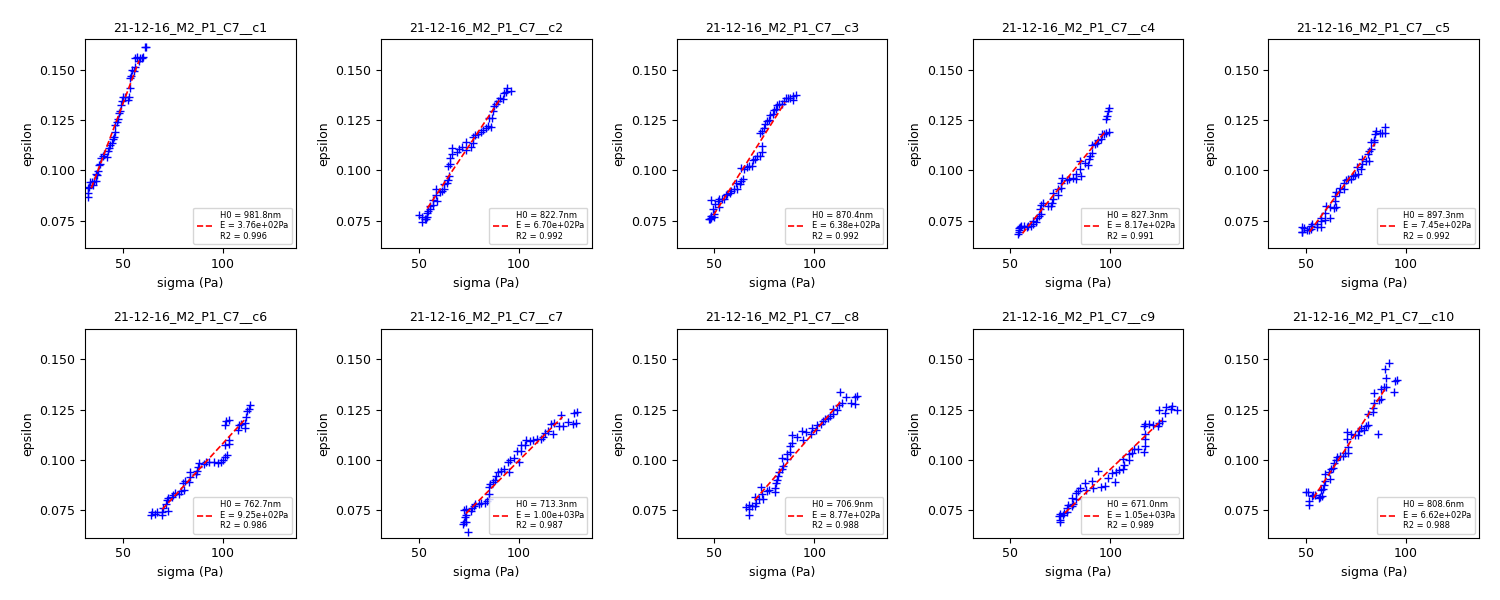 21-12-16_M2_P1_C7__c1
epsilon
0.150
0.125
0.100
0.075
H0 = 981.8nm
E = 3.76e+02Pa
R2 = 0.996
50 100
sigma (Pa)
21-12-16_M2_P1_C7__c2
epsilon
0.150
0.125
0.100
0.075
H0 = 822.7nm
E = 6.70e+02Pa
R2 = 0.992
50 100
sigma (Pa)
21-12-16_M2_P1_C7__c3
epsilon
0.150
0.125
0.100
0.075
H0 = 870.4nm
E = 6.38e+02Pa
R2 = 0.992
50 100
sigma (Pa)
21-12-16_M2_P1_C7__c4
epsilon
0.150
0.125
0.100
0.075
H0 = 827.3nm
E = 8.17e+02Pa
R2 = 0.991
50 100
sigma (Pa)
21-12-16_M2_P1_C7__c5
epsilon
0.150
0.125
0.100
0.075
H0 = 897.3nm
E = 7.45e+02Pa
R2 = 0.992
50 100
sigma (Pa)
21-12-16_M2_P1_C7__c6
epsilon
0.150
0.125
0.100
0.075
H0 = 762.7nm
E = 9.25e+02Pa
R2 = 0.986
50 100
sigma (Pa)
21-12-16_M2_P1_C7__c7
epsilon
0.150
0.125
0.100
0.075
H0 = 713.3nm
E = 1.00e+03Pa
R2 = 0.987
50 100
sigma (Pa)
21-12-16_M2_P1_C7__c8
epsilon
0.150
0.125
0.100
0.075
H0 = 706.9nm
E = 8.77e+02Pa
R2 = 0.988
50 100
sigma (Pa)
21-12-16_M2_P1_C7__c9
epsilon
0.150
0.125
0.100
0.075
H0 = 671.0nm
E = 1.05e+03Pa
R2 = 0.989
50 100
sigma (Pa)
21-12-16_M2_P1_C7__c10
epsilon
0.150
0.125
0.100
0.075
H0 = 808.6nm
E = 6.62e+02Pa
R2 = 0.988
50 100
sigma (Pa)